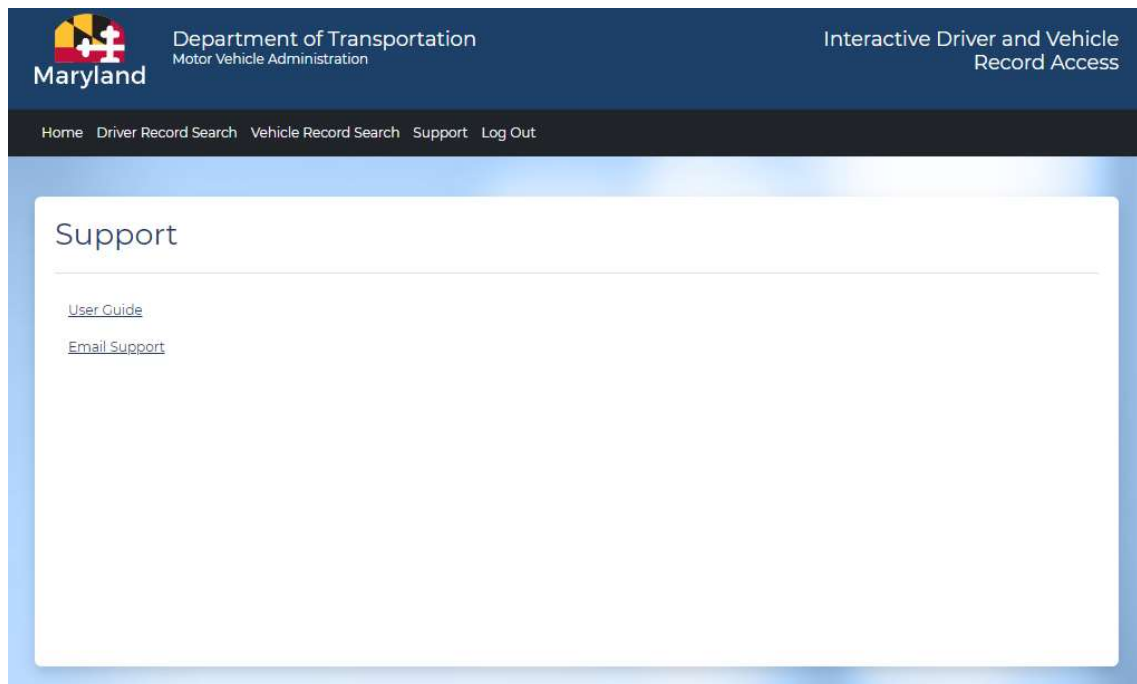 Maryland
Department of Transportation
Motor Vehicle Administration
Interactive Driver and Vehicle
Record Access
Home Driver Record Search Vehicle Record Search Support Log Out
Support
User Guide
Email Support